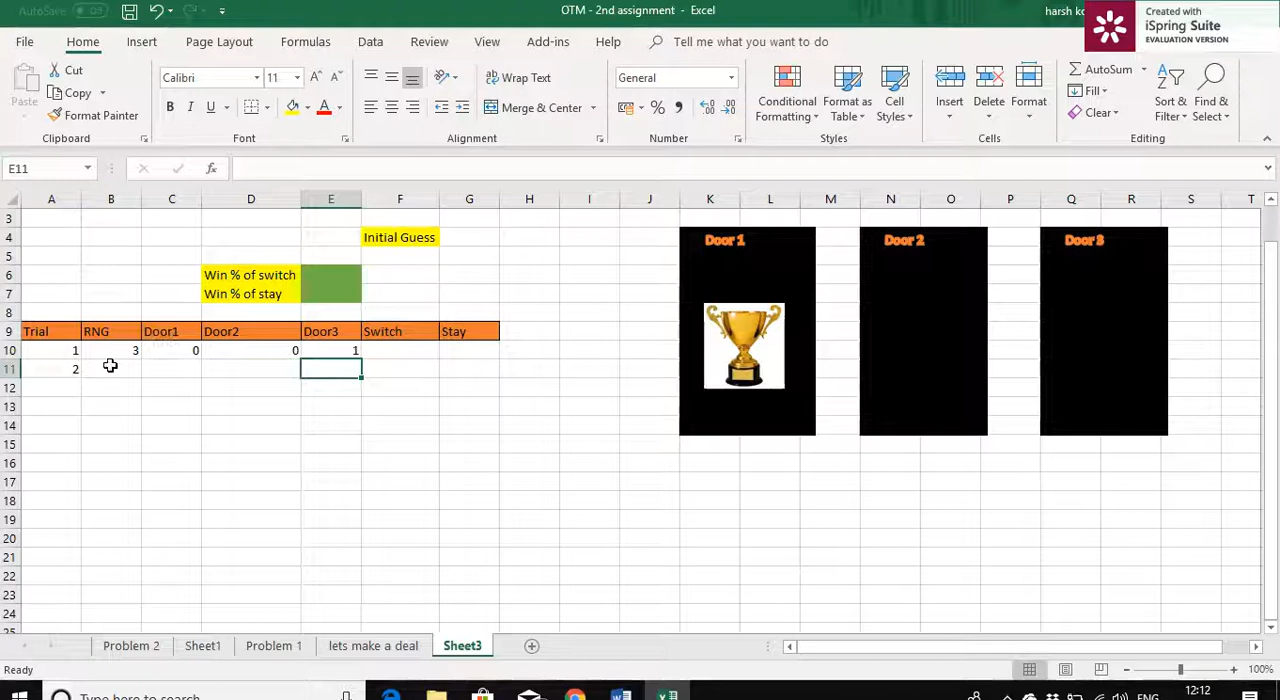 AutoSave Off
OTM - 2nd assignment - Excel
Created with
iSpring Suite
EVALUATION VERSION
File Home Insert Page Layout Formulas Data Review View Add-ins Help Tell me what you want to do
Paste
Cut
Copy
Format Painter
Clipboard
Calibri 11
B I U A
Font
Wrap Text
Merge & Center
Alignment
General
%
Number
Conditional Formatting
Format as Table
Cell Styles
Styles
Insert
Delete
Format
Cells
AutoSum
Fill
Clear
Sort & Filter
Find & Select
Editing
E11
fx
A B C D E F G H I J K L M N O P Q R S T
3
4 Initial Guess Door 1 Door 2 Door 3
5
6 Win % of switch
7 Win % of stay
8
9 Trial RNG Door1 Door2 Door3 Switch Stay
10 1 3 0 0 1
11 2
12
13
14
15
16
17
18
19
20
21
22
23
24
25
Problem 2 Sheet1 Problem 1 lets make a deal Sheet3
Ready
100%
Type here to search
ENG
12:12